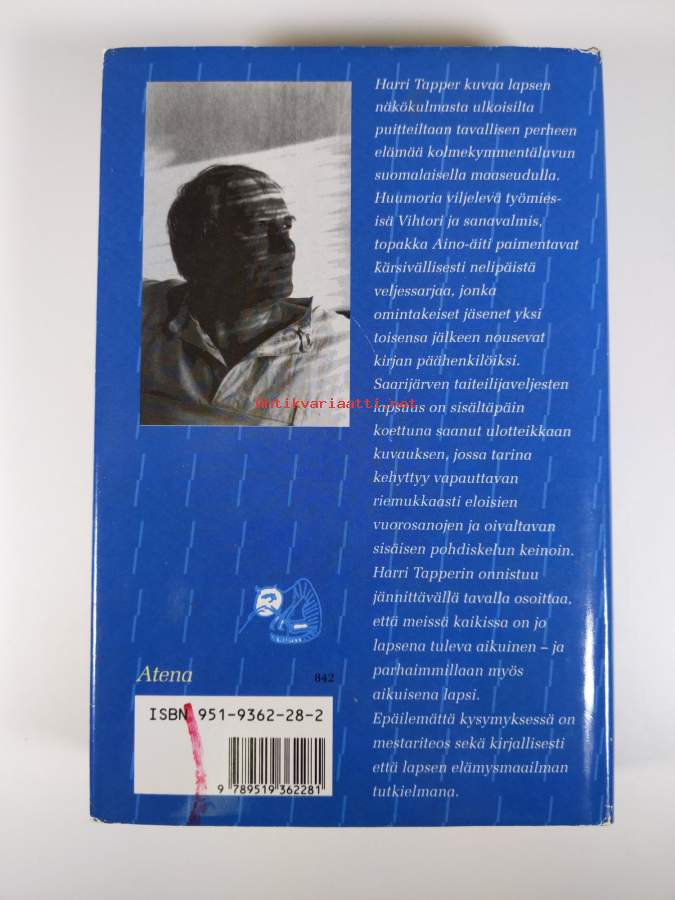 Harri Tapper kuvaa lapsen
näkökulmasta ulkoisilta
puitteiltaan tavallisen perheen
elämää kolmekymmentäluvun
suomalaisella maaseudulla.
Huumoria viljelevä työmies-
isä Vihtori ja sanavalmis,
topakka Aino-äiti paimentavat
kärsivällisesti nelipäistä
veljessarjaa, jonka
omintakeiset jäsenet yksi
toisensa jälkeen nousevat
kirjan päähenkilöiksi.
Saarijärven taiteilijaveljesten
lapsuus on sisältäpäin
koettuna saanut ulotteikkaan
kuvauksen, jossa tarina
kehyttyy vapauttavan
riemukkaasti eloisien
vuorosanojen ja oivaltavan
sisäisen pohdiskelun keinoin.
Harri Tapperin onnistuu
jännittävällä tavalla osoittaa,
että meissä kaikissa on jo
lapsena tuleva aikuinen – ja
parhaimmillaan myös
aikuisena lapsi.
Epäilemättä kysymyksessä on
mestariteos sekä kirjallisesti
että lapsen elämysmaailman
tutkielmana.
antikvariaatti.net
Atena
842
ISBN 951-9362-28-2
9 789519 362281